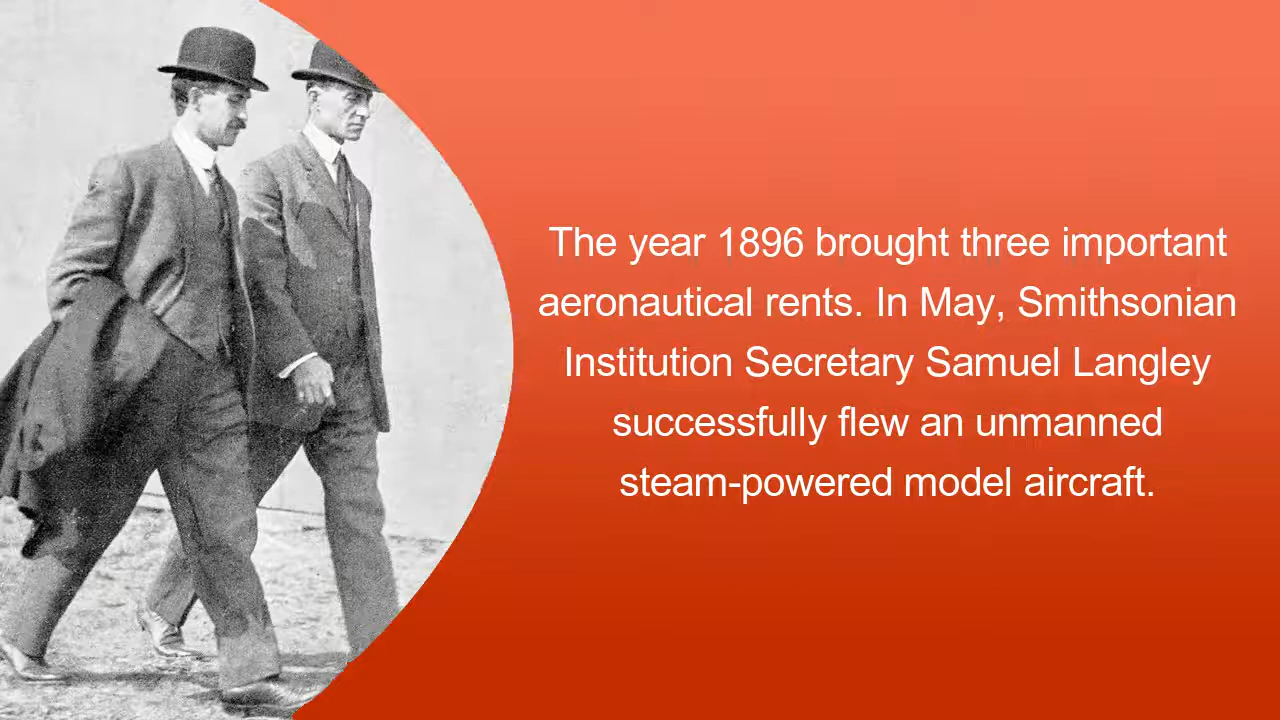 The year 1896 brought three important
aeronautical rents. In May, Smithsonian
Institution Secretary Samuel Langley
successfully flew an unmanned
steam-powered model aircraft.